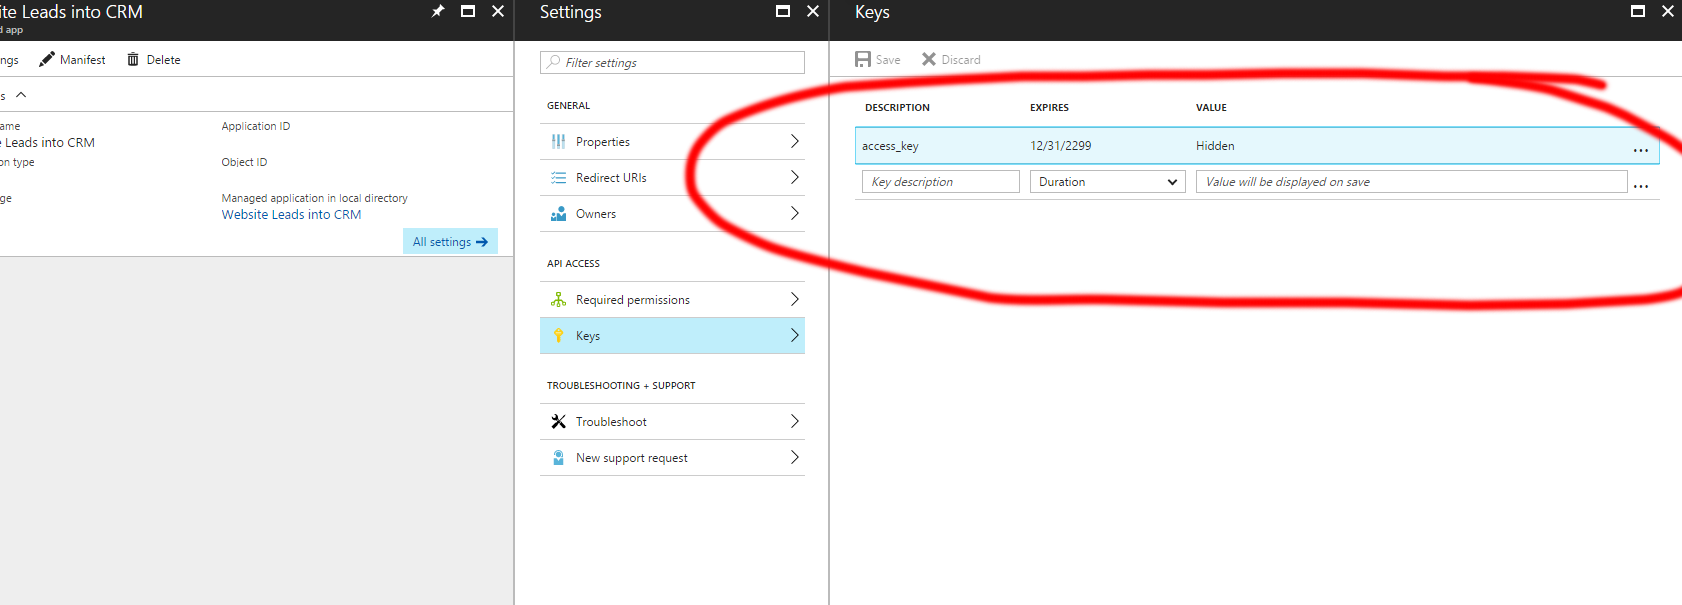 ite Leads into CRM
d app
ngs Manifest Delete
s
ame
e Leads into CRM
on type
ge
Application ID
Object ID
Managed application in local directory
Website Leads into CRM
All settings
Settings
Filter settings
GENERAL
Properties
Redirect URIs
Owners
API ACCESS
Required permissions
Keys
TROUBLESHOOTING + SUPPORT
Troubleshoot
New support request
Keys
Save Discard
DESCRIPTION EXPIRES VALUE
access_key 12/31/2299 Hidden ...
Key description Duration Value will be displayed on save ...